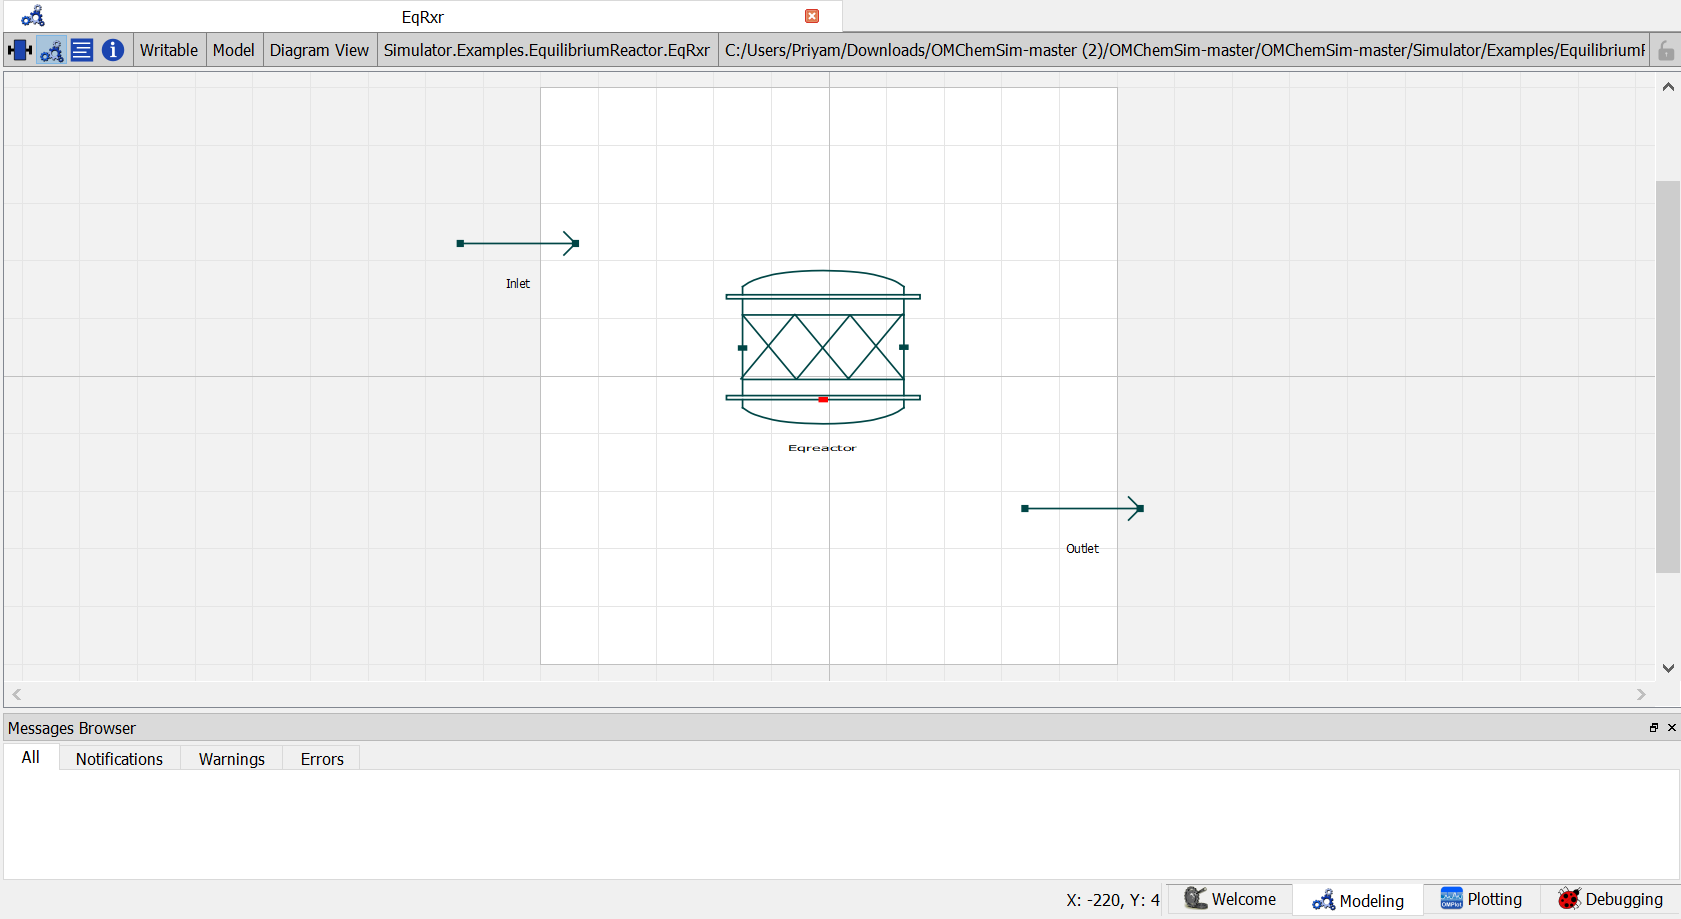 EqRxr
Writable Model Diagram View Simulator.Examples.EquilibriumReactor.EqRxr C:/Users/Priyam/Downloads/OMChemSim-master (2)/OMChemSim-master/OMChemSim-master/Simulator/Examples/Equilibrium
Inlet
Eqreactor
Outlet
Messages Browser
All Notifications Warnings Errors
X: -220, Y: 4 Welcome Modeling OMPlot Plotting Debugging